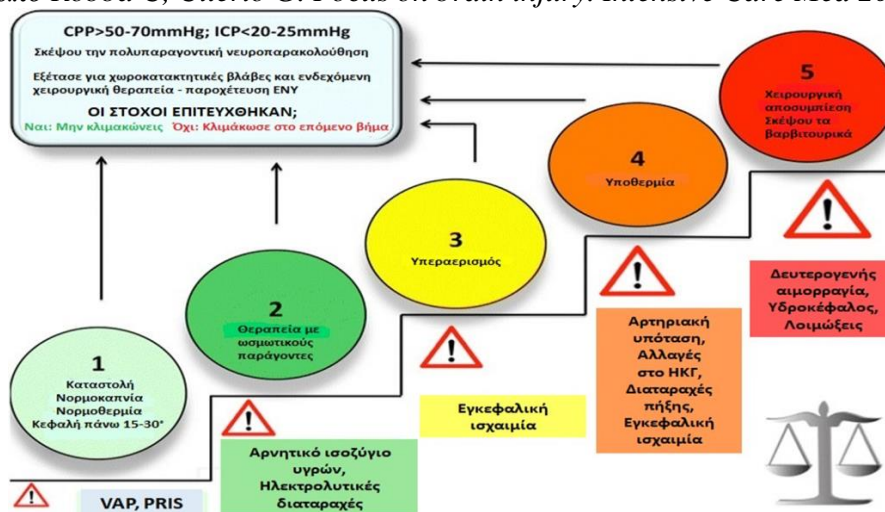 CPP>50-70mmHg; ICP<20-25mmHg
Σκέψου την πολυπαραγοντική νευροπαρακολούθηση
Εξέτασε για χωροκατακτητικές βλάβες και ενδεχόμενη
χειρουργική θεραπεία - παροχέτευση ΕΝΥ
ΟΙ ΣΤΟΧΟΙ ΕΠΙΤΕΥΧΘΗΚΑΝ;
Ναι: Μην κλιμακώνεις Όχι: Κλιμάκωσε στο επόμενο βήμα
1
Καταστολή
Νορμοκαπνία
Νορμοθερμία
Κεφαλή πάνω 15-30°
VAP, PRIS
2
Θεραπεία με
ωσμωτικούς
παράγοντες
Αρνητικό ισοζύγιο
υγρών,
Ηλεκτρολυτικές
διαταραχές
3
Υπεραερισμός
Εγκεφαλική
ισχαιμία
4
Υποθερμία
Αρτηριακή
υπόταση,
Αλλαγές
στο ΗΚΓ,
Διαταραχές
πήξης,
Εγκεφαλική
ισχαιμία
5
Χειρουργική
αποσυμπίεση
Σκέψου τα
βαρβιτουρικά
Δευτερογενής
αιμορραγία,
Υδροκέφαλος,
Λοιμώξεις